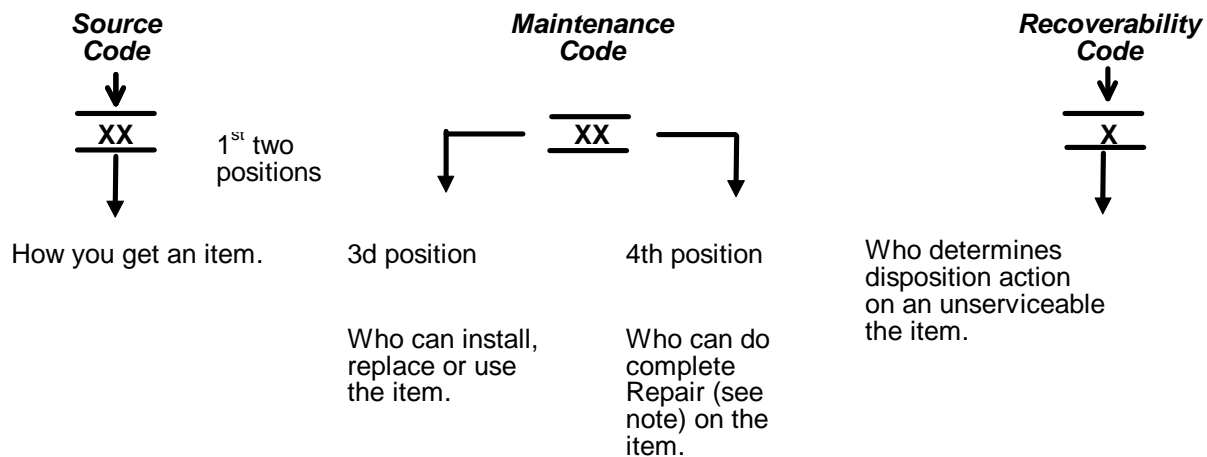 Source
Code
Maintenance
Code
Recoverability
Code
XX
1st two
positions
XX
X
How you get an item.
3d position
4th position
Who determines
disposition action
on an unserviceable
the item.
Who can install,
replace or use
the item.
Who can do
complete
Repair (see
note) on the
item.